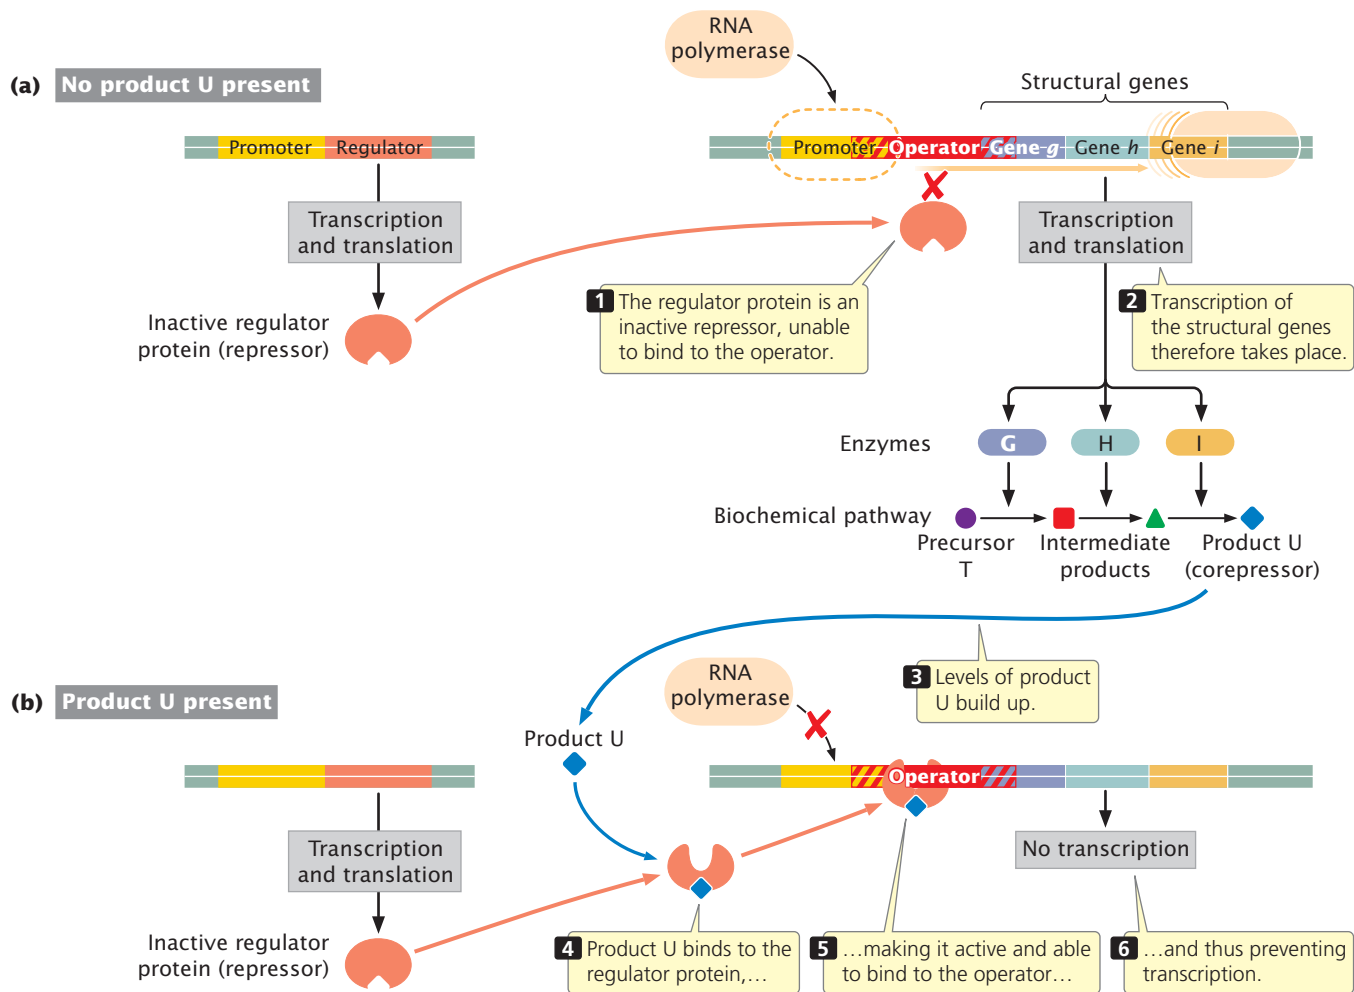 RNA
polymerase
(a) No product U present
Structural genes
Promoter Regulator
Promoter Operator Gene g Gene h Gene i
Transcription
and translation
Transcription
and translation
1 The regulator protein is an
inactive repressor, unable
to bind to the operator.
2 Transcription of
the structural genes
therefore takes place.
Inactive regulator
protein (repressor)
Enzymes G H I
Biochemical pathway
Precursor
T
Intermediate
products
Product U
(corepressor)
3 Levels of product
U build up.
(b) Product U present
RNA
polymerase
Product U
Operator
Transcription
and translation
No transcription
Inactive regulator
protein (repressor)
4 Product U binds to the
regulator protein,…
5 …making it active and able
to bind to the operator…
6 …and thus preventing
transcription.